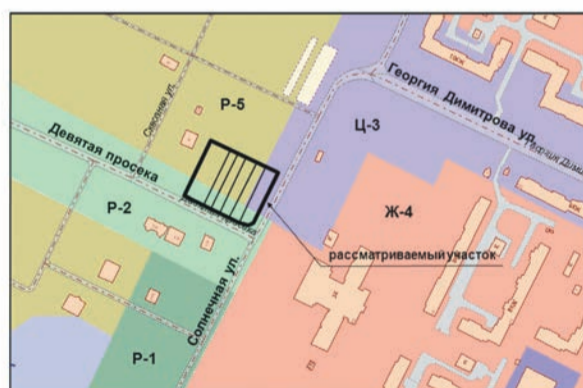 Георгия Димитрова ул.
Р-5
Ц-3
Девятая просека
Р-2
Ж-4
рассматриваемый участок
Солнечная ул.
Р-1